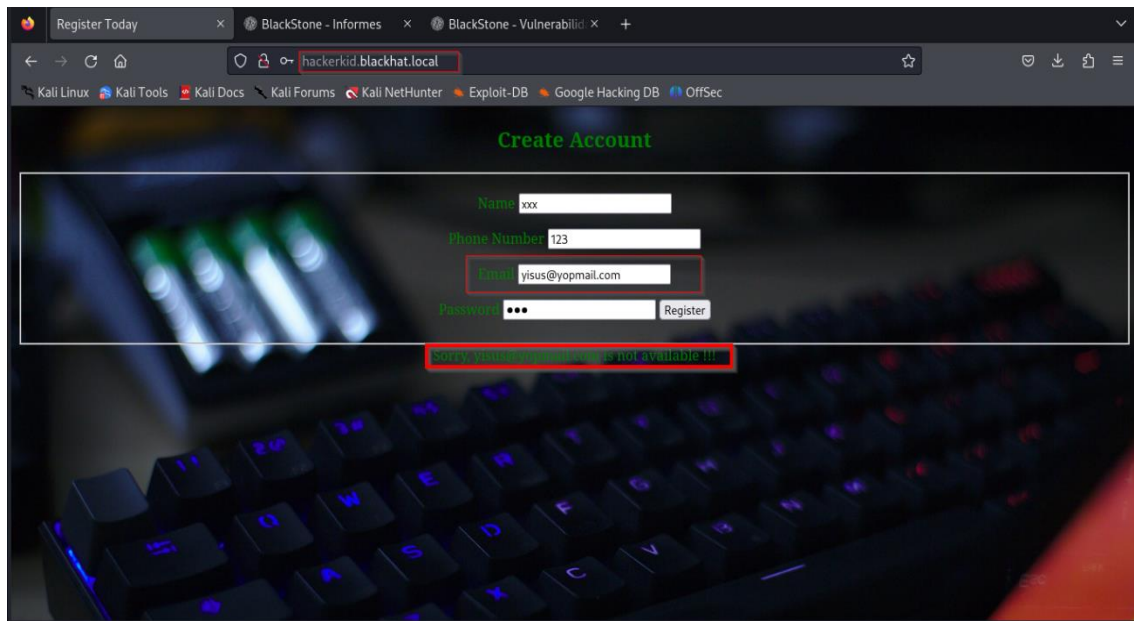 Register Today
BlackStone - Informes
BlackStone - Vulnerabilid
hackerkid.blackhat.local
Kali Linux Kali Tools Kali Docs Kali Forums Kali NetHunter Exploit-DB Google Hacking DB OffSec
Create Account
Name xxx
Phone Number 123
Email yisus@yopmail.com
Password ●●● Register
Sorry, yisus@yopmail.com is not available !!!